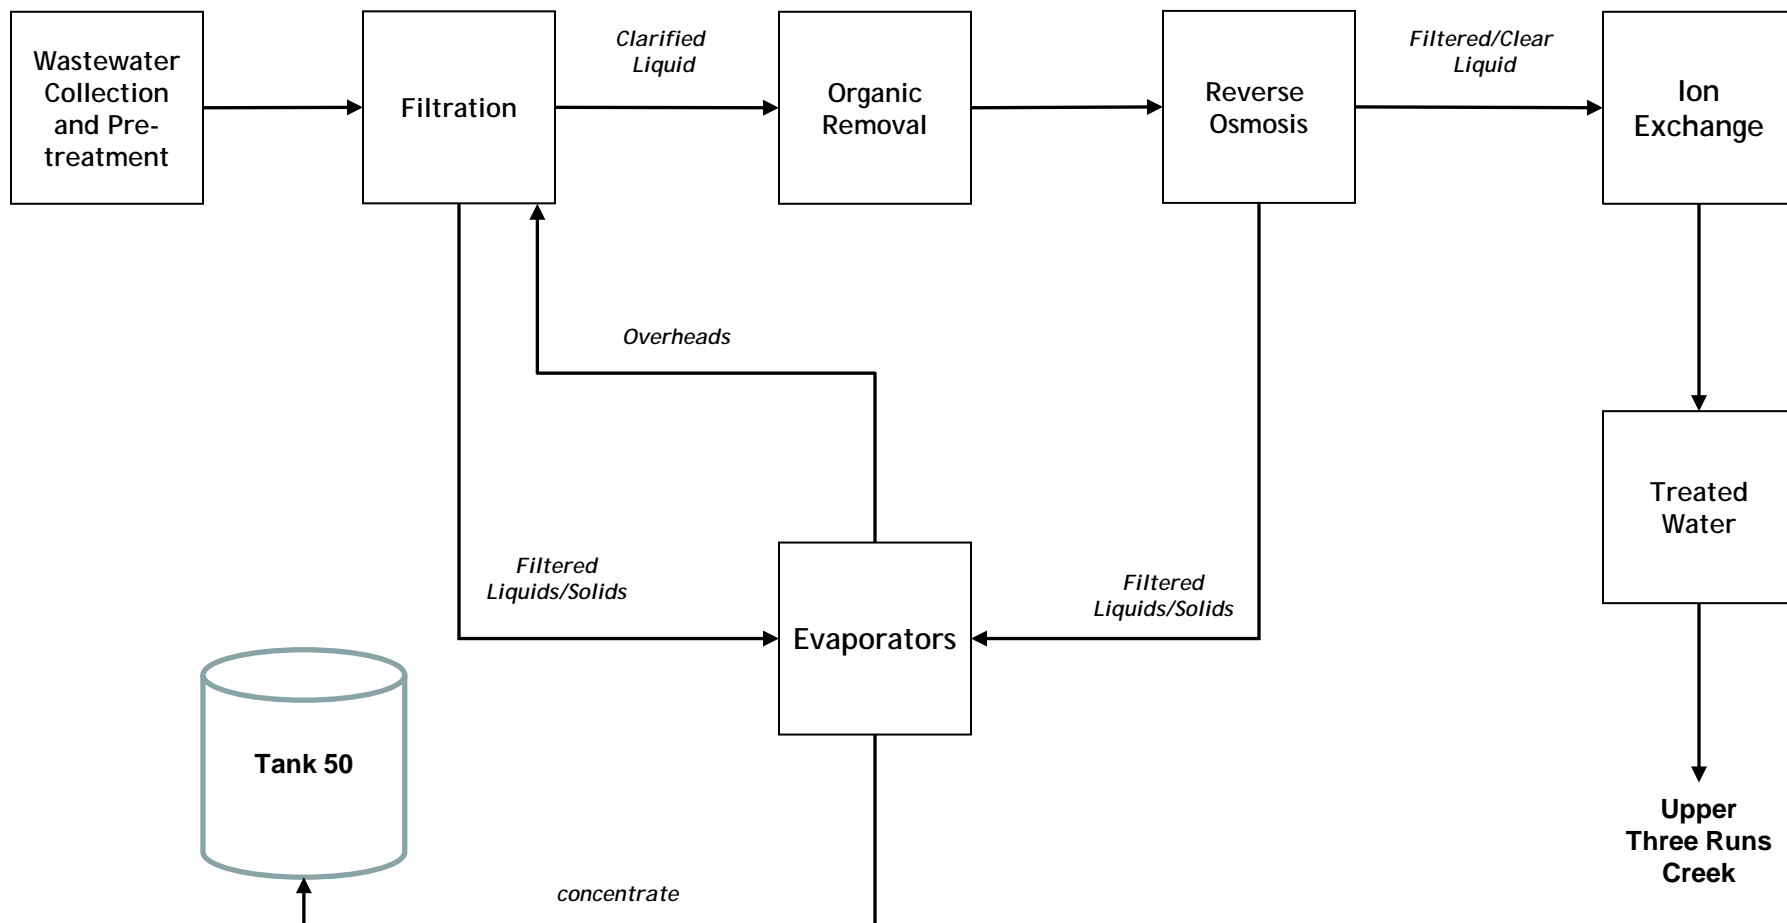 Wastewater
Collection
and Pre-
treatment
Filtration
Clarified
Liquid
Organic
Removal
Reverse
Osmosis
Filtered/Clear
Liquid
Ion
Exchange
Overheads
Treated
Water
Filtered
Liquids/Solids
Evaporators
Filtered
Liquids/Solids
Tank 50
concentrate
Upper
Three Runs
Creek